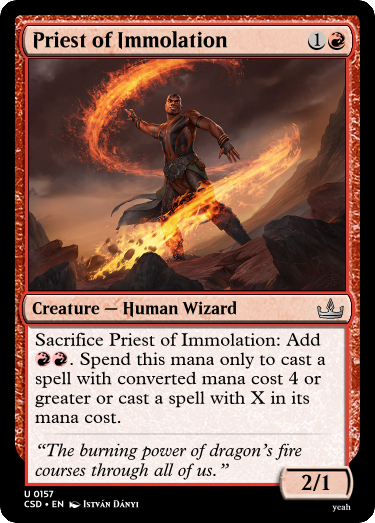 Priest of Immolation 1
Creature — Human Wizard
Sacrifice Priest of Immolation: Add
. Spend this mana only to cast a
spell with converted mana cost 4 or
greater or cast a spell with X in its
mana cost.
“The burning power of dragon’s fire
courses through all of us.”
2/1
U 0157
CSD • EN István Dányi
yeah